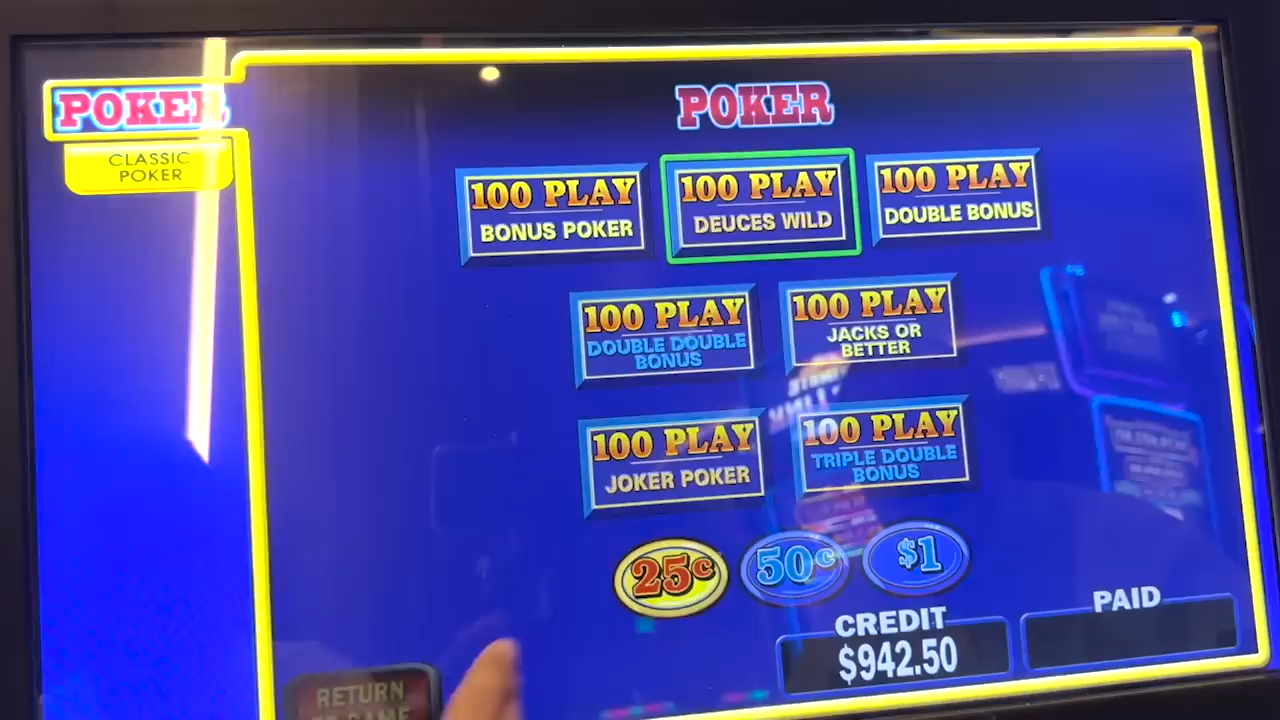 POKER
CLASSIC
POKER
POKER
100 PLAY
BONUS POKER
100 PLAY
DEUCES WILD
100 PLAY
DOUBLE BONUS
100 PLAY
DOUBLE DOUBLE
BONUS
100 PLAY
JACKS OR
BETTER
100 PLAY
JOKER POKER
100 PLAY
TRIPLE DOUBLE
BONUS
25¢
50¢
$1
CREDIT
$942.50
PAID
RETURN
TO GAME